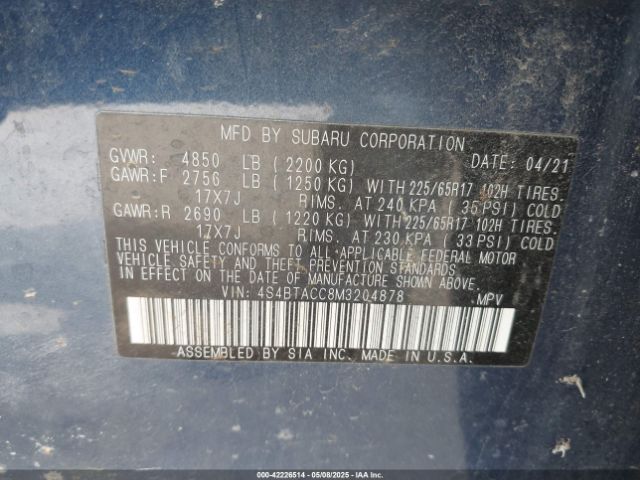 MFD BY SUBARU CORPORATION
GVWR: 4850 LB (2200 KG) DATE: 04/21
GAWR:F 2756 LB (1250 KG) WITH 225/65R17 102H TIRES.
17X7J RIMS. AT 240 KPA (35 PSI) COLD
GAWR:R 2690 LB (1220 KG) WITH 225/65R17 102H TIRES.
17X7J RIMS. AT 230 KPA (33 PSI) COLD
THIS VEHICLE CONFORMS TO ALL APPLICABLE FEDERAL MOTOR
VEHICLE SAFETY AND THEFT PREVENTION STANDARDS
IN EFFECT ON THE DATE OF MANUFACTURE SHOWN ABOVE.
VIN: 4S4BTACC8M3204878 MPV
ASSEMBLED BY SIA INC. MADE IN U.S.A.
000-42226514 - 05/08/2025 - IAAI.COM